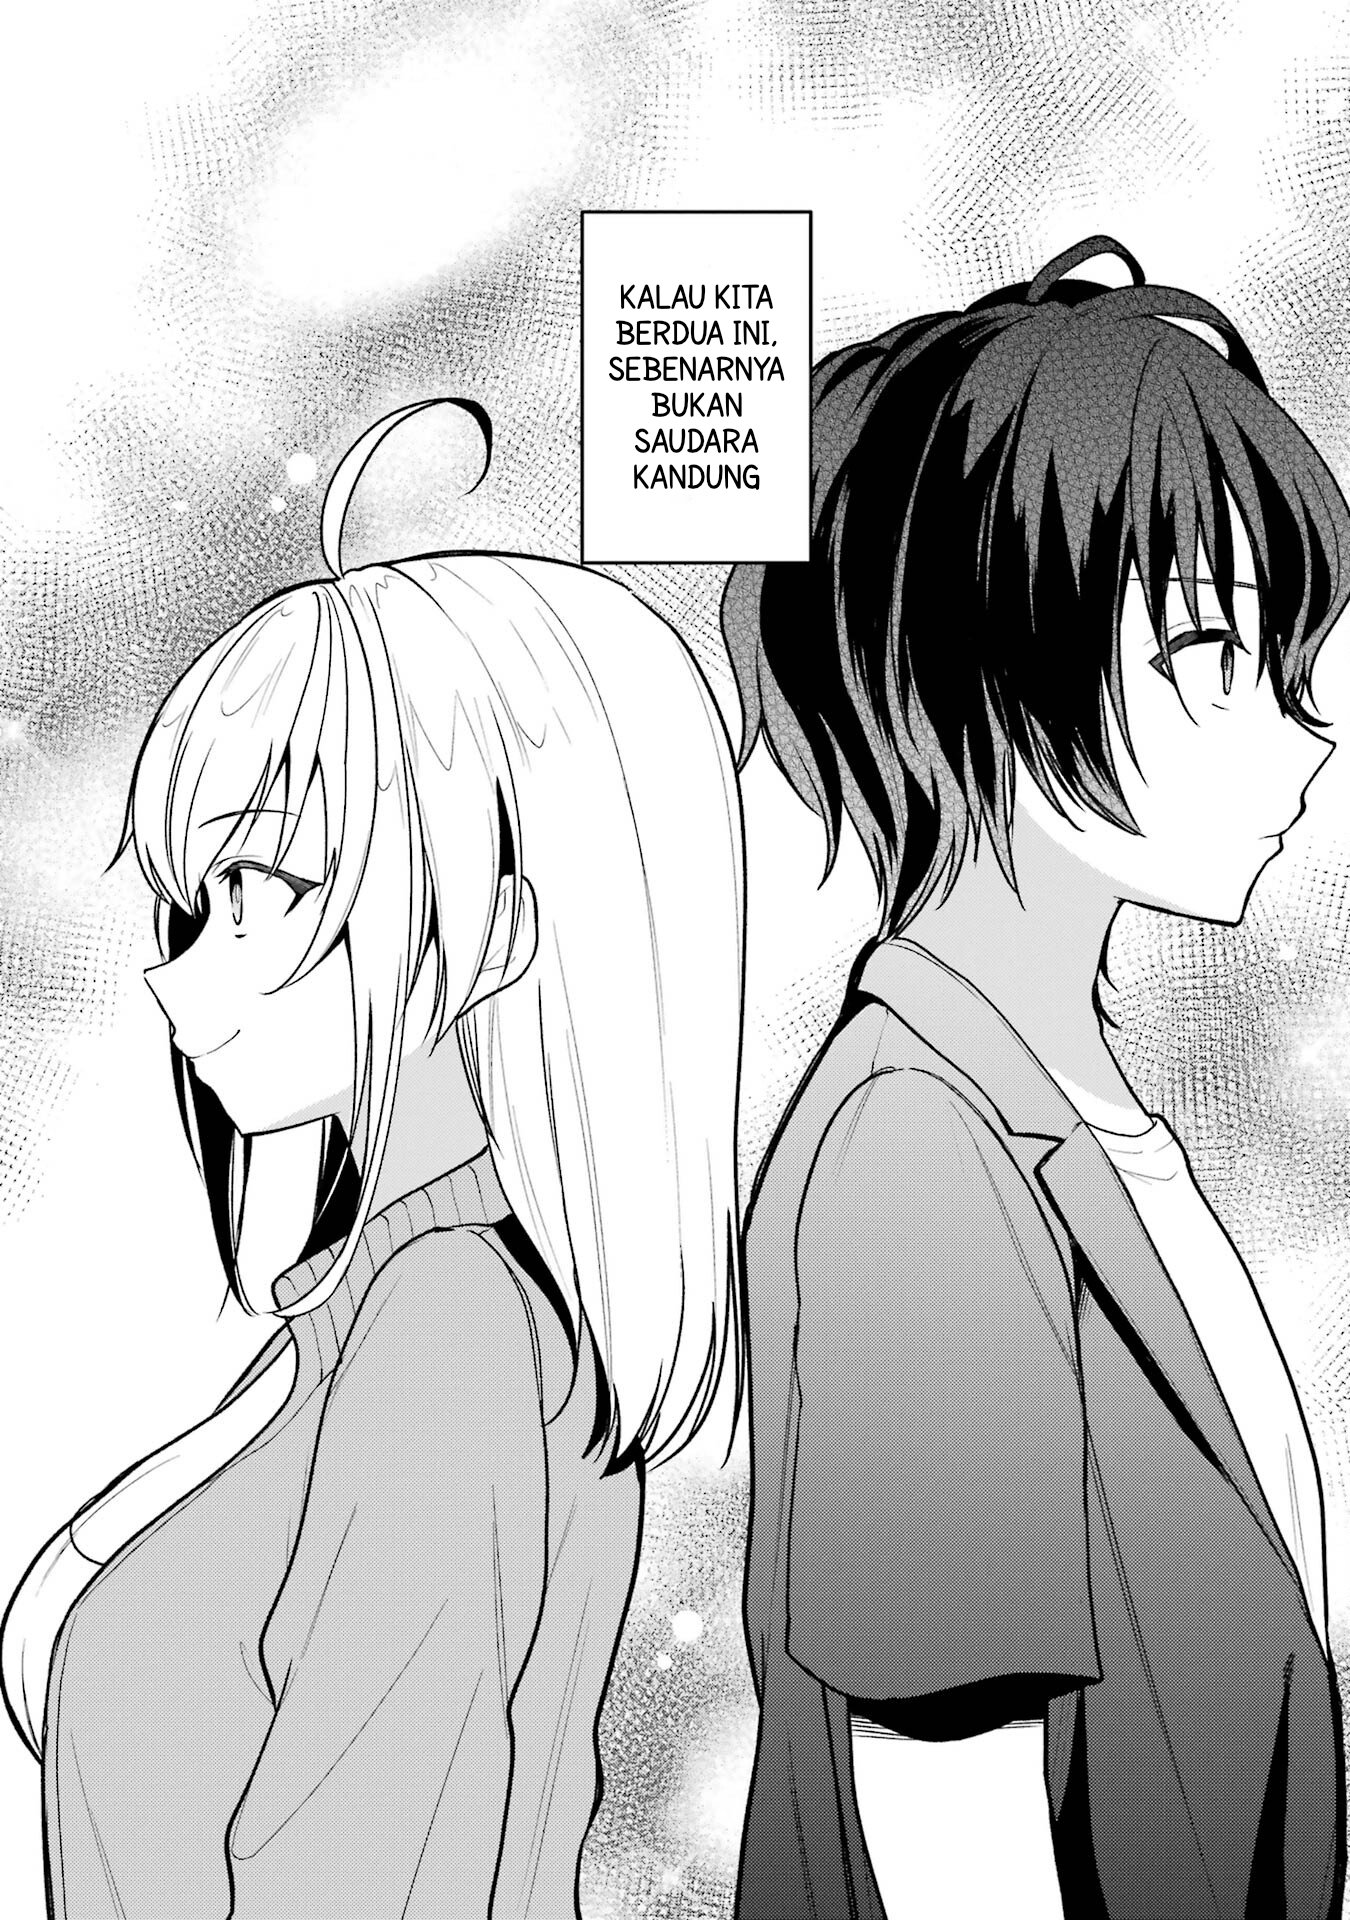 KALAU KITA
BERDUA INI,
SEBENARNYA
BUKAN
SAUDARA
KANDUNG